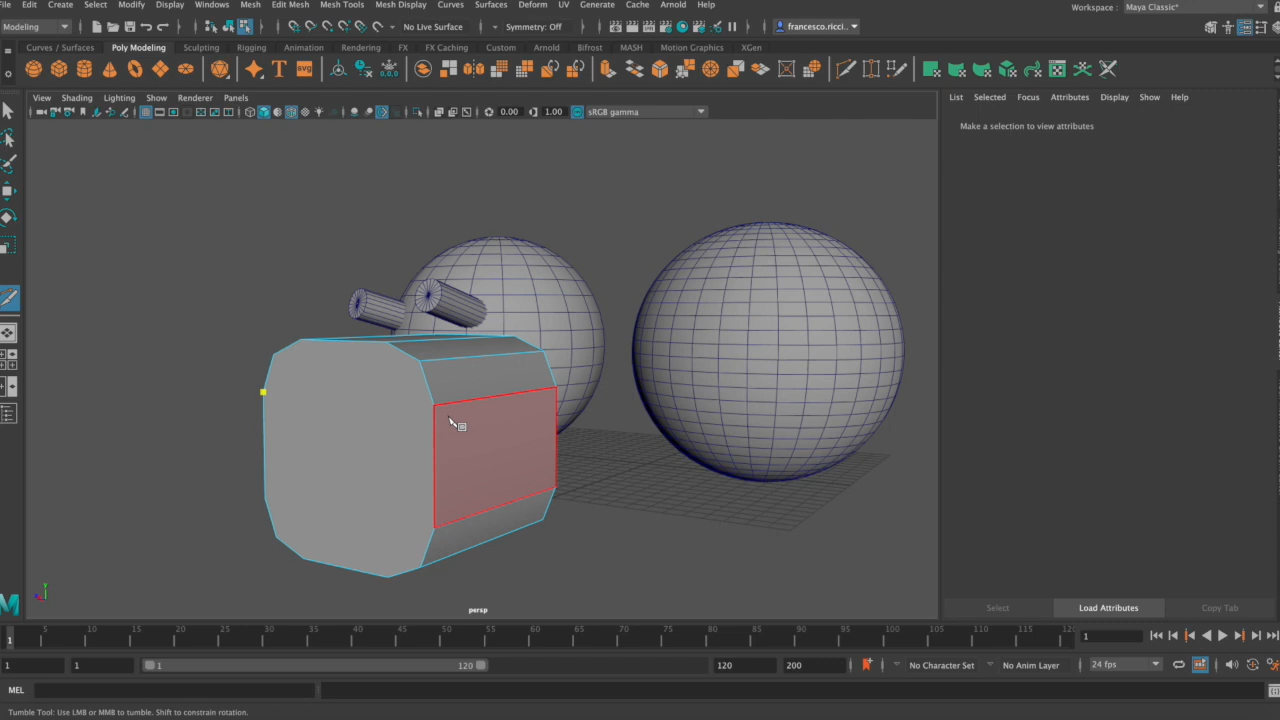 File Edit Create Select Modify Display Windows Mesh Edit Mesh Mesh Tools Mesh Display Curves Surfaces Deform UV Generate Cache Arnold Help Workspace : Maya Classic*
Modeling No Live Surface Symmetry: Off francesco.ricci..
Curves / Surfaces Poly Modeling Sculpting Rigging Animation Rendering FX FX Caching Custom Arnold Bifrost MASH Motion Graphics XGen
SVG
View Shading Lighting Show Renderer Panels List Selected Focus Attributes Display Show Help
0.00 1.00 sRGB gamma
Make a selection to view attributes
y
persp
Select Load Attributes Copy Tab
5 10 15 20 25 30 35 40 45 50 55 60 65 70 75 80 85 90 95 100 105 110 115 120
1 1
1 1 1 120 120 200 No Character Set No Anim Layer 24 fps
MEL
Tumble Tool: Use LMB or MMB to tumble. Shift to constrain rotation.